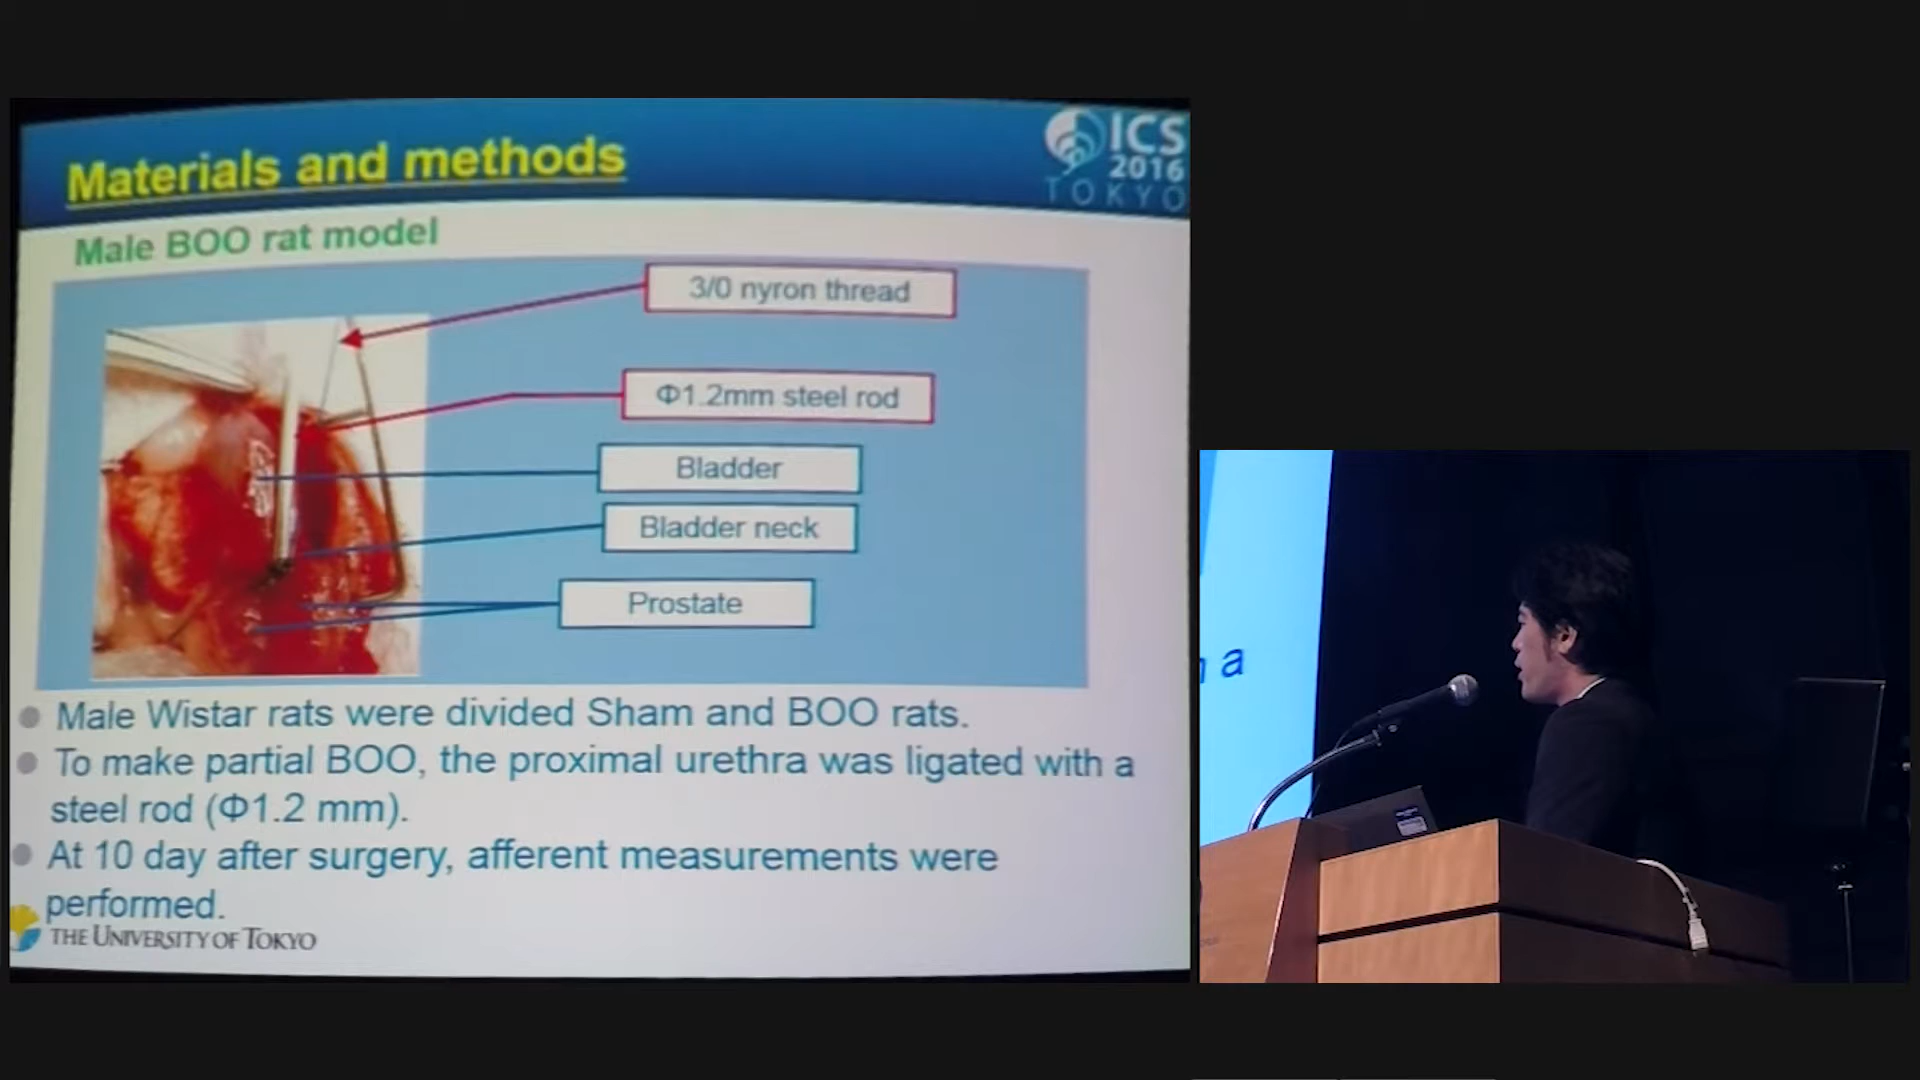 Materials and methods
ICS
2016
TOKYO
Male BOO rat model
3/0 nyron thread
Φ1.2mm steel rod
Bladder
Bladder neck
Prostate
Male Wistar rats were divided Sham and BOO rats.
To make partial BOO, the proximal urethra was ligated with a
steel rod (Φ1.2 mm).
At 10 day after surgery, afferent measurements were
performed.
THE UNIVERSITY OF TOKYO
a